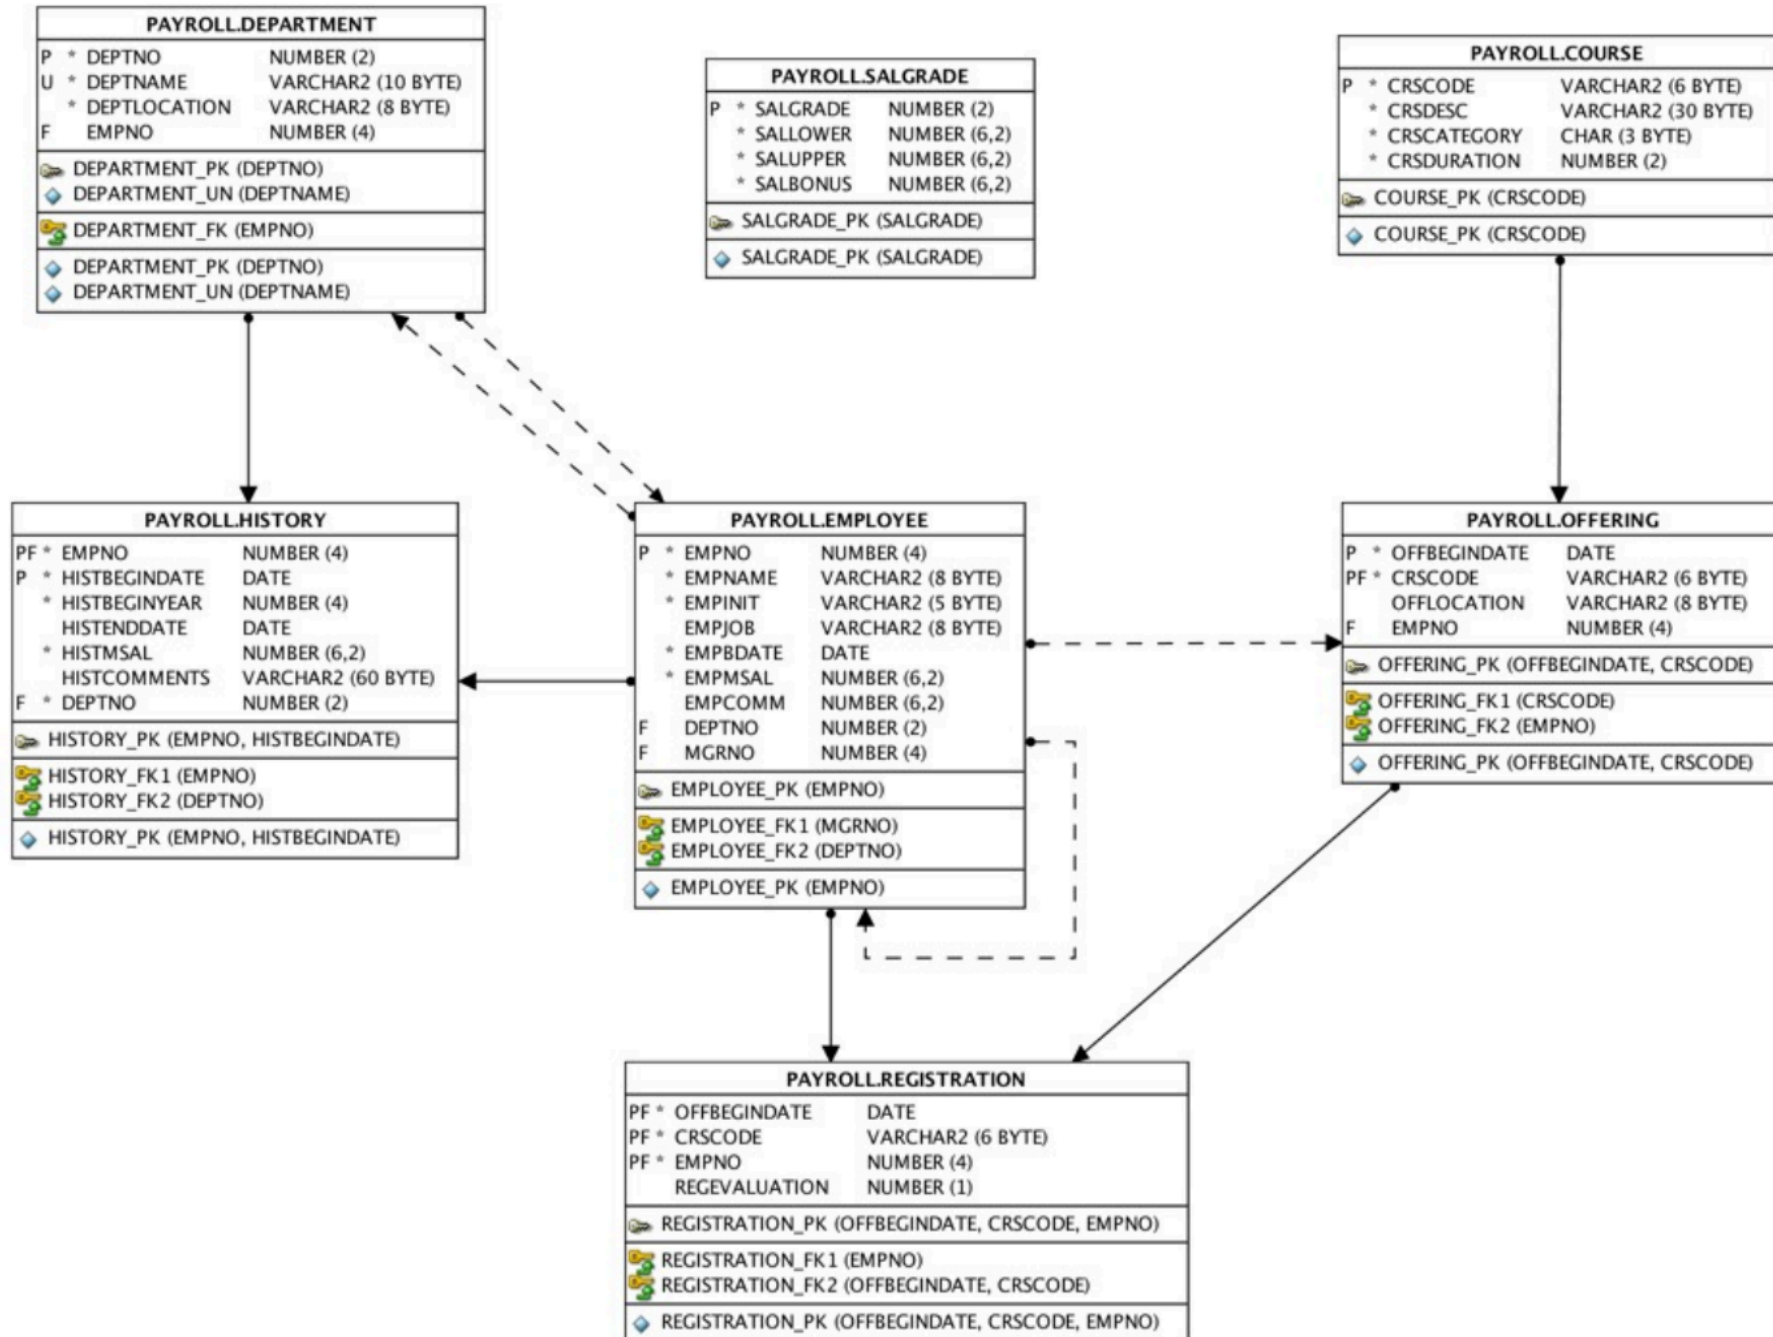 PAYROLL.DEPARTMENT
P * DEPTNO NUMBER (2)
U * DEPTNAME VARCHAR2 (10 BYTE)
* DEPTLOCATION VARCHAR2 (8 BYTE)
F EMPNO NUMBER (4)
DEPARTMENT_PK (DEPTNO)
DEPARTMENT_UN (DEPTNAME)
DEPARTMENT_FK (EMPNO)
DEPARTMENT_PK (DEPTNO)
DEPARTMENT_UN (DEPTNAME)
PAYROLL.SALGRADE
P * SALGRADE NUMBER (2)
* SALLOWER NUMBER (6,2)
* SALUPPER NUMBER (6,2)
* SALBONUS NUMBER (6,2)
SALGRADE_PK (SALGRADE)
SALGRADE_PK (SALGRADE)
PAYROLL.COURSE
P * CRSCODE VARCHAR2 (6 BYTE)
* CRSDESC VARCHAR2 (30 BYTE)
* CRSCATEGORY CHAR (3 BYTE)
* CRSDURATION NUMBER (2)
COURSE_PK (CRSCODE)
COURSE_PK (CRSCODE)
PAYROLL.HISTORY
PF * EMPNO NUMBER (4)
P * HISTBEGINDATE DATE
* HISTBEGINYEAR NUMBER (4)
HISTENDDATE DATE
* HISTMSAL NUMBER (6,2)
HISTCOMMENTS VARCHAR2 (60 BYTE)
F * DEPTNO NUMBER (2)
HISTORY_PK (EMPNO, HISTBEGINDATE)
HISTORY_FK1 (EMPNO)
HISTORY_FK2 (DEPTNO)
HISTORY_PK (EMPNO, HISTBEGINDATE)
PAYROLL.EMPLOYEE
P * EMPNO NUMBER (4)
* EMPNAME VARCHAR2 (8 BYTE)
* EMPINIT VARCHAR2 (5 BYTE)
EMPJOB VARCHAR2 (8 BYTE)
* EMPBDATE DATE
* EMPMSAL NUMBER (6,2)
EMPCOMM NUMBER (6,2)
F DEPTNO NUMBER (2)
F MGRNO NUMBER (4)
EMPLOYEE_PK (EMPNO)
EMPLOYEE_FK1 (MGRNO)
EMPLOYEE_FK2 (DEPTNO)
EMPLOYEE_PK (EMPNO)
PAYROLL.OFFERING
P * OFFBEGINDATE DATE
PF * CRSCODE VARCHAR2 (6 BYTE)
OFFLOCATION VARCHAR2 (8 BYTE)
F EMPNO NUMBER (4)
OFFERING_PK (OFFBEGINDATE, CRSCODE)
OFFERING_FK1 (CRSCODE)
OFFERING_FK2 (EMPNO)
OFFERING_PK (OFFBEGINDATE, CRSCODE)
PAYROLL.REGISTRATION
PF * OFFBEGINDATE DATE
PF * CRSCODE VARCHAR2 (6 BYTE)
PF * EMPNO NUMBER (4)
REGEVALUATION NUMBER (1)
REGISTRATION_PK (OFFBEGINDATE, CRSCODE, EMPNO)
REGISTRATION_FK1 (EMPNO)
REGISTRATION_FK2 (OFFBEGINDATE, CRSCODE)
REGISTRATION_PK (OFFBEGINDATE, CRSCODE, EMPNO)